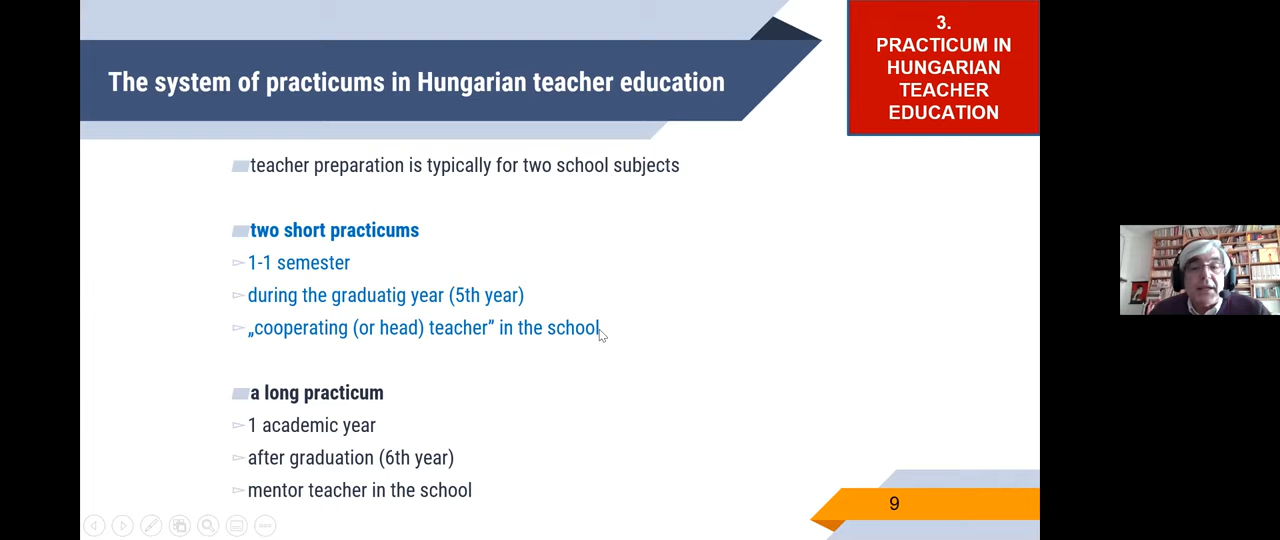 The system of practicums in Hungarian teacher education
3.
PRACTICUM IN
HUNGARIAN
TEACHER
EDUCATION
teacher preparation is typically for two school subjects
two short practicums
1-1 semester
during the graduatig year (5th year)
„cooperating (or head) teacher” in the school
a long practicum
1 academic year
after graduation (6th year)
mentor teacher in the school
9